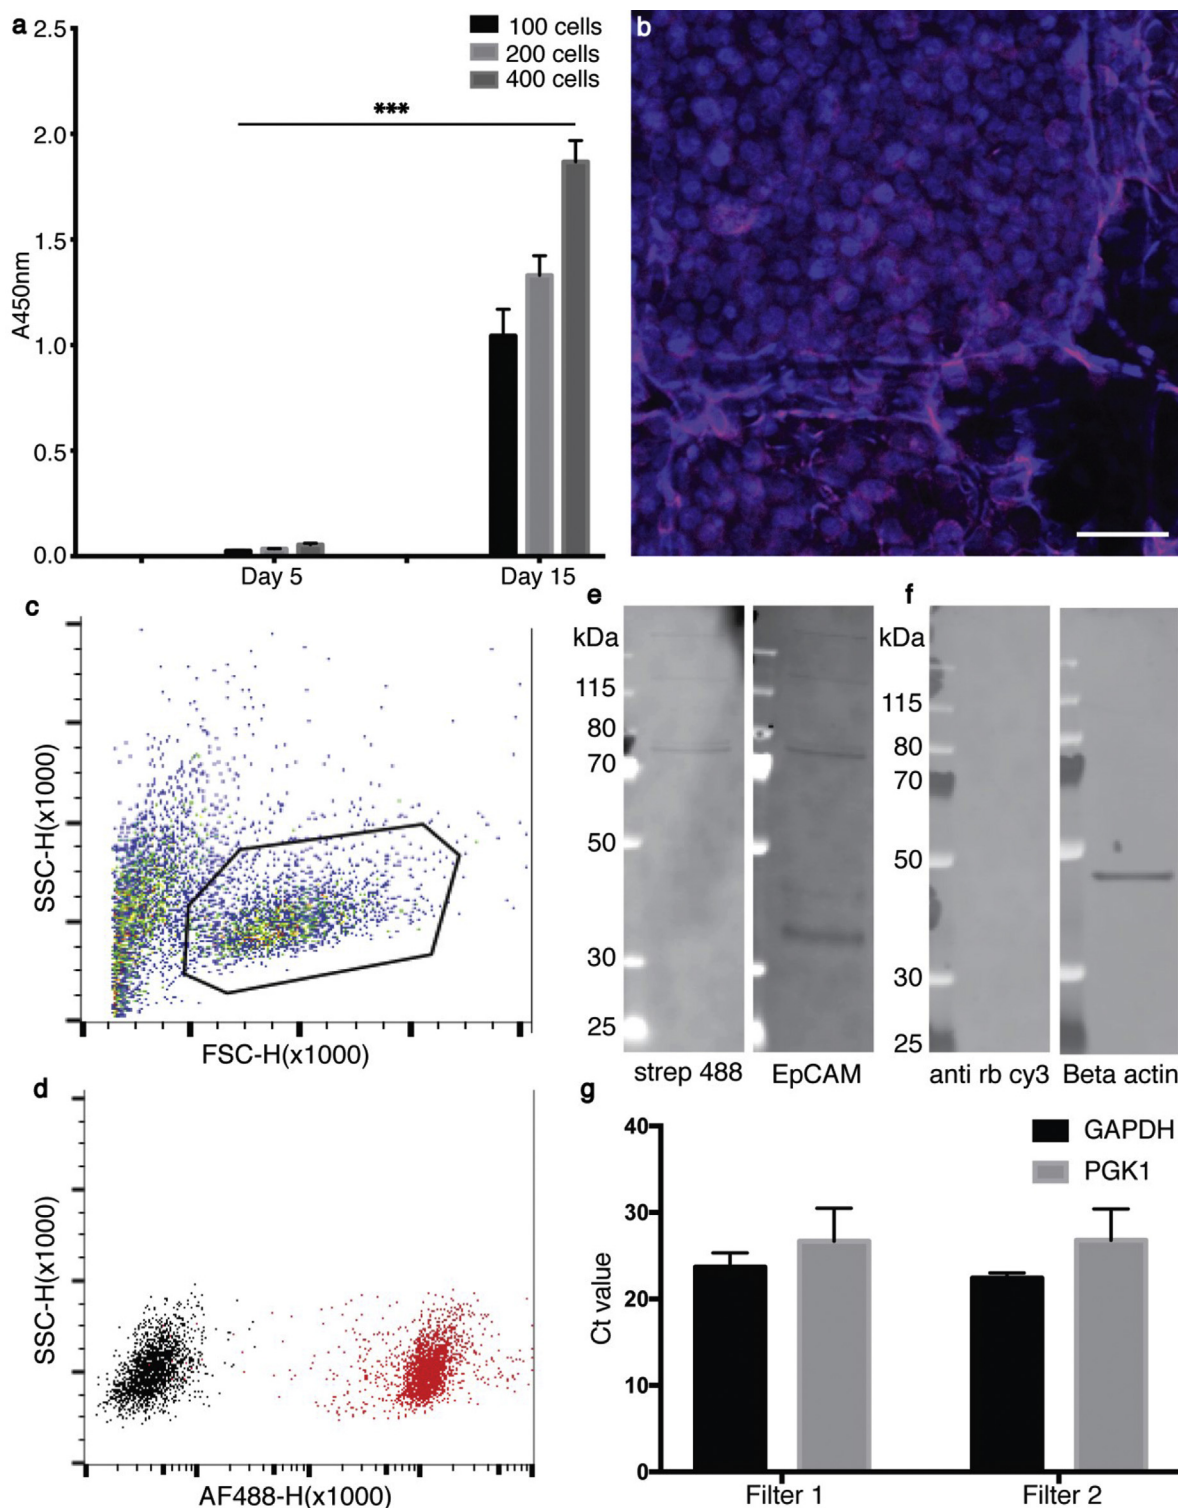 a
2.5
2.0
1.5
1.0
0.5
0.0
A450nm
100 cells
200 cells
400 cells
***
Day 5 Day 15
b
c
SSC-H(x1000)
FSC-H(x1000)
d
SSC-H(x1000)
AF488-H(x1000)
e
kDa
115
80
70
50
30
25
strep 488 EpCAM
f
kDa
115
80
70
50
30
25
anti rb cy3 Beta actin
g
40
30
20
10
0
Ct value
GAPDH
PGK1
Filter 1 Filter 2